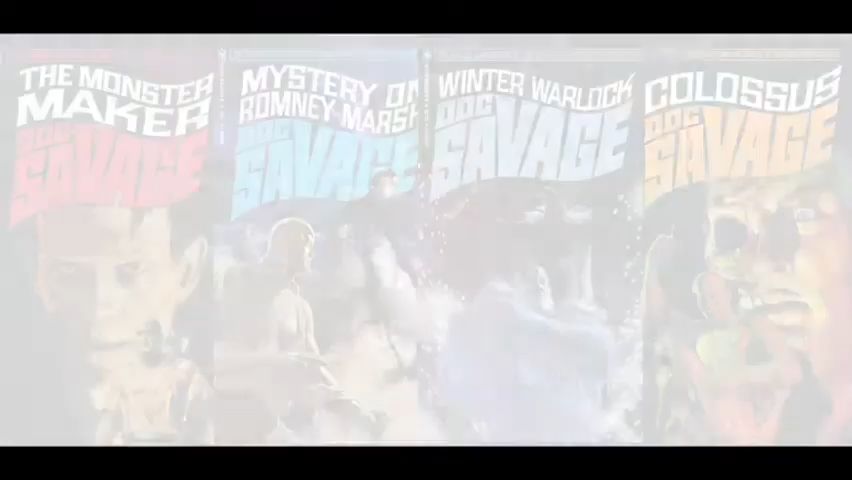 THE MONSTER
MAKER
DOC
SAVAGE
MYSTERY ON
ROMNEY MARSH
DOC
SAVAGE
WINTER WARLOCK
DOC
SAVAGE
COLOSSUS
DOC
SAVAGE